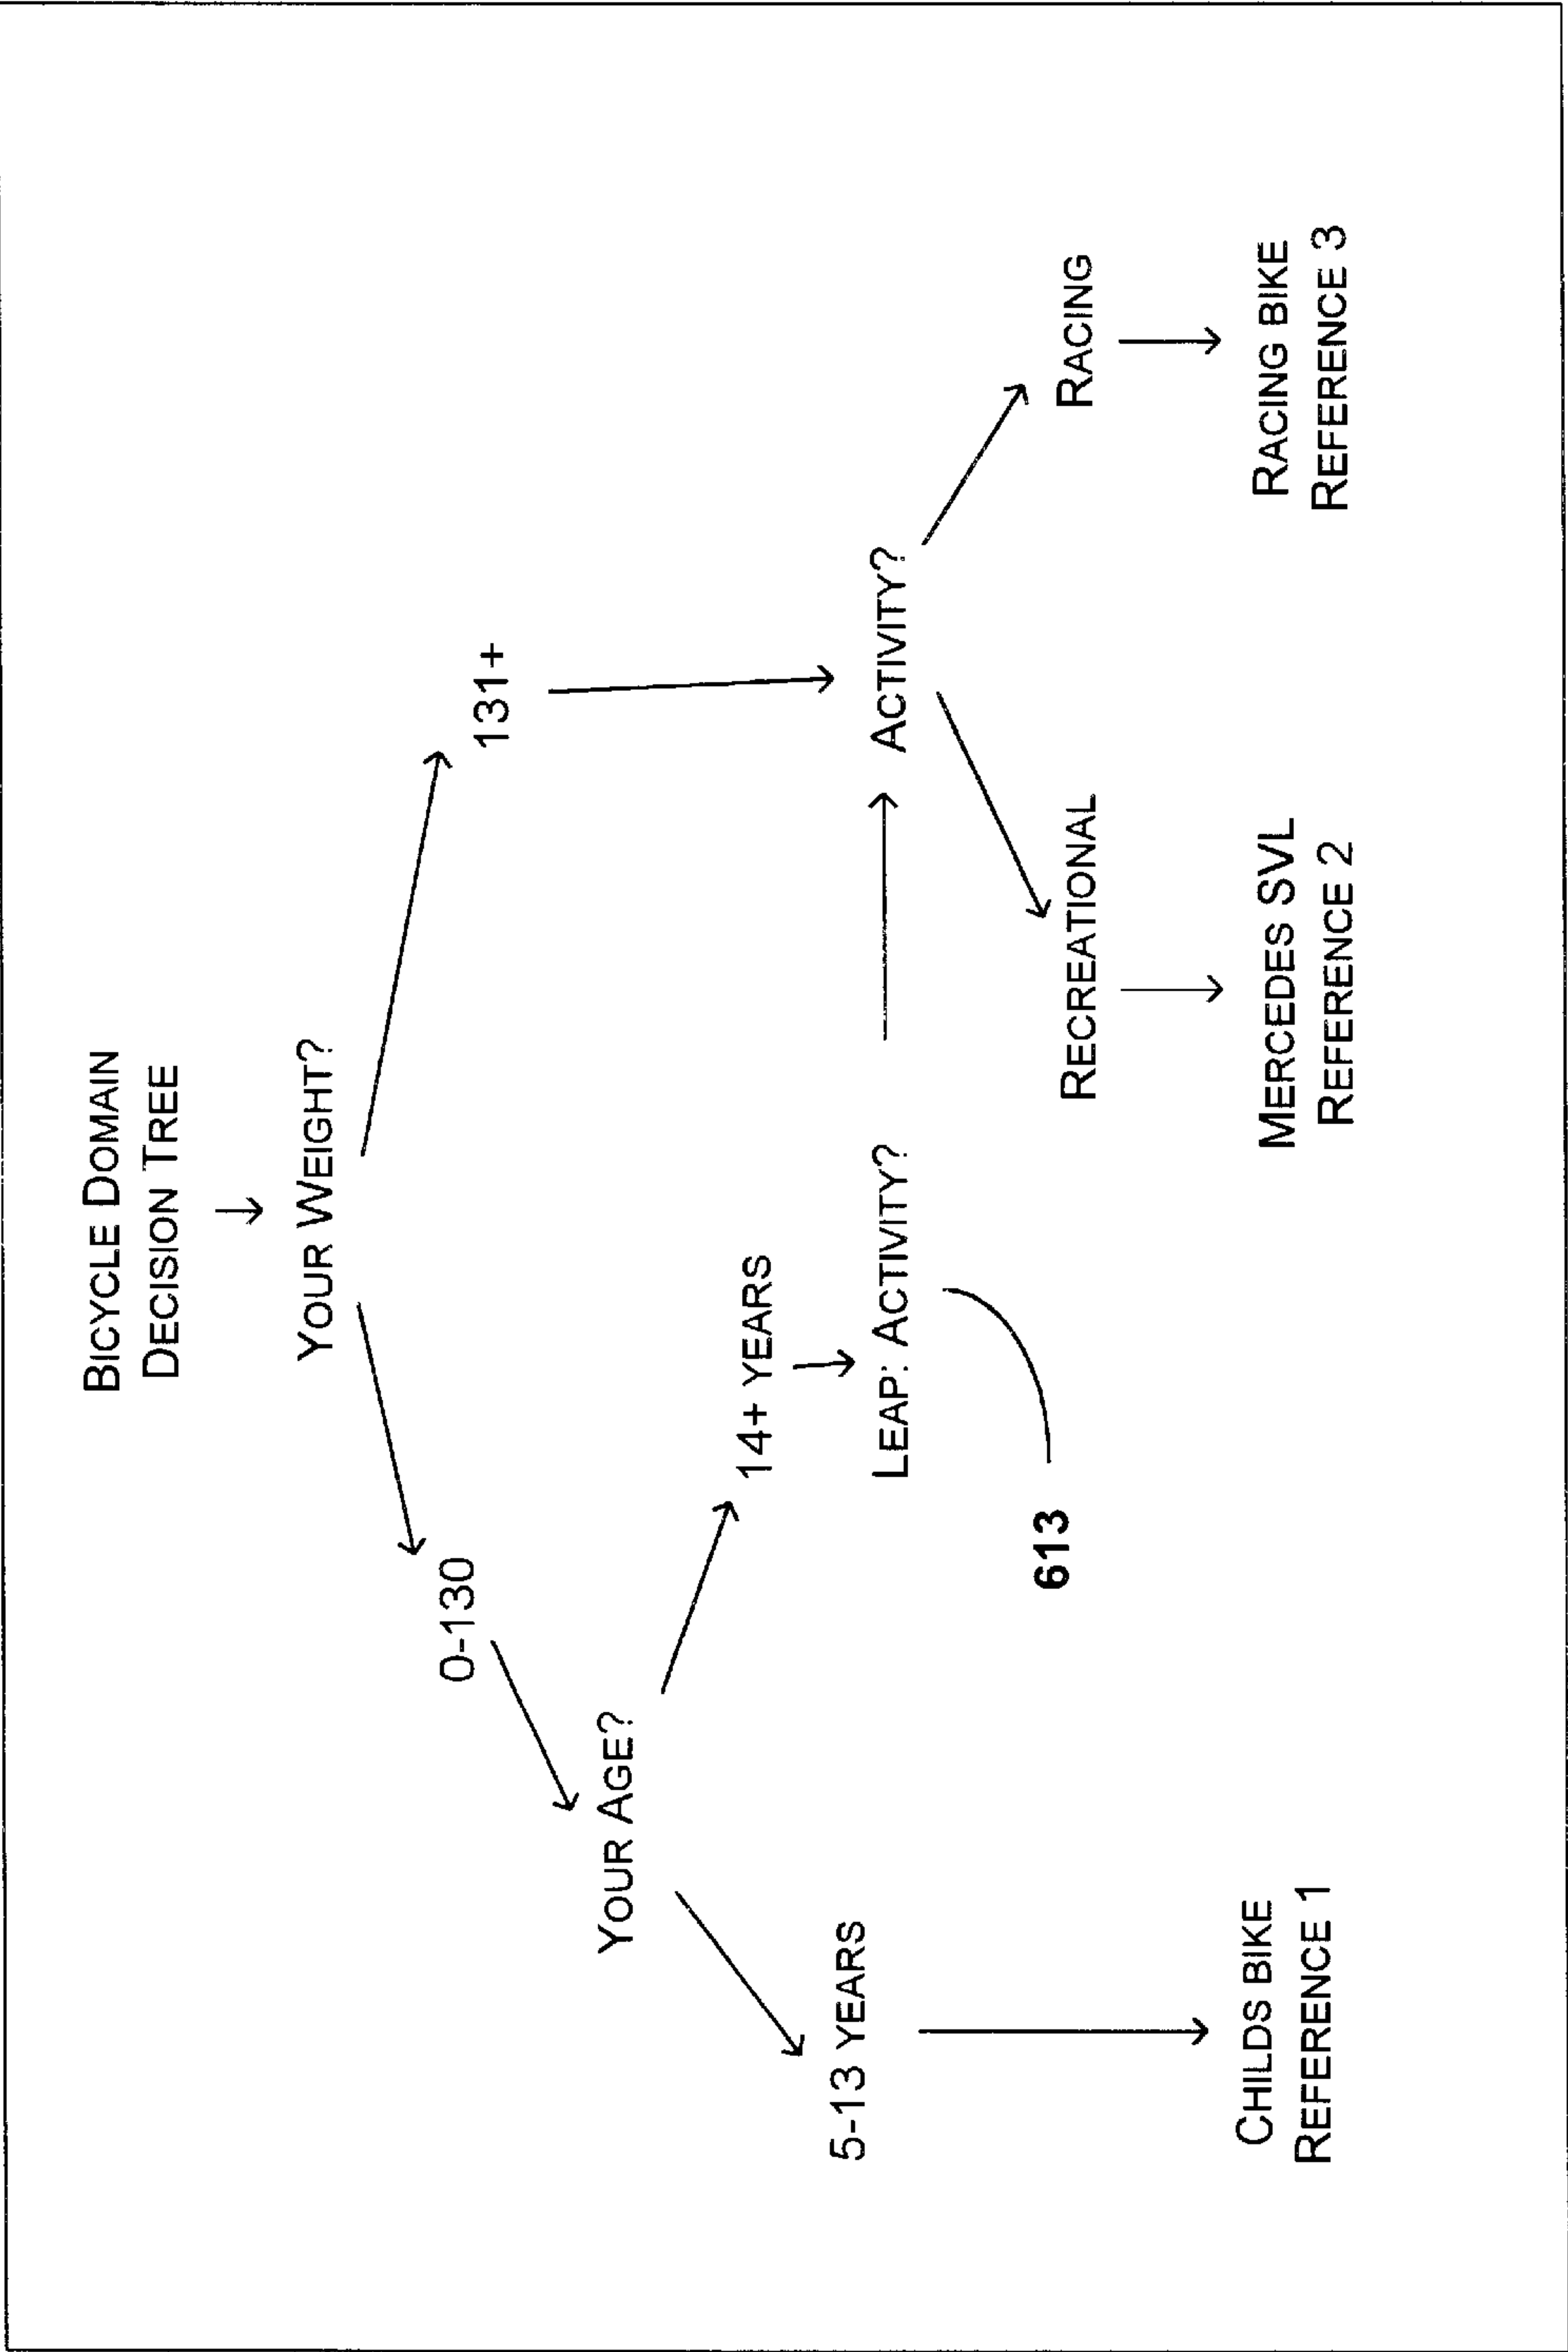 BICYCLE DOMAIN
DECISION TREE
YOUR WEIGHT?
0-130
131+
YOUR AGE?
14+ YEARS
5-13 YEARS
LEAP: ACTIVITY?
ACTIVITY?
613
RECREATIONAL
RACING
CHILDS BIKE
REFERENCE 1
MERCEDES SVL
REFERENCE 2
RACING BIKE
REFERENCE 3